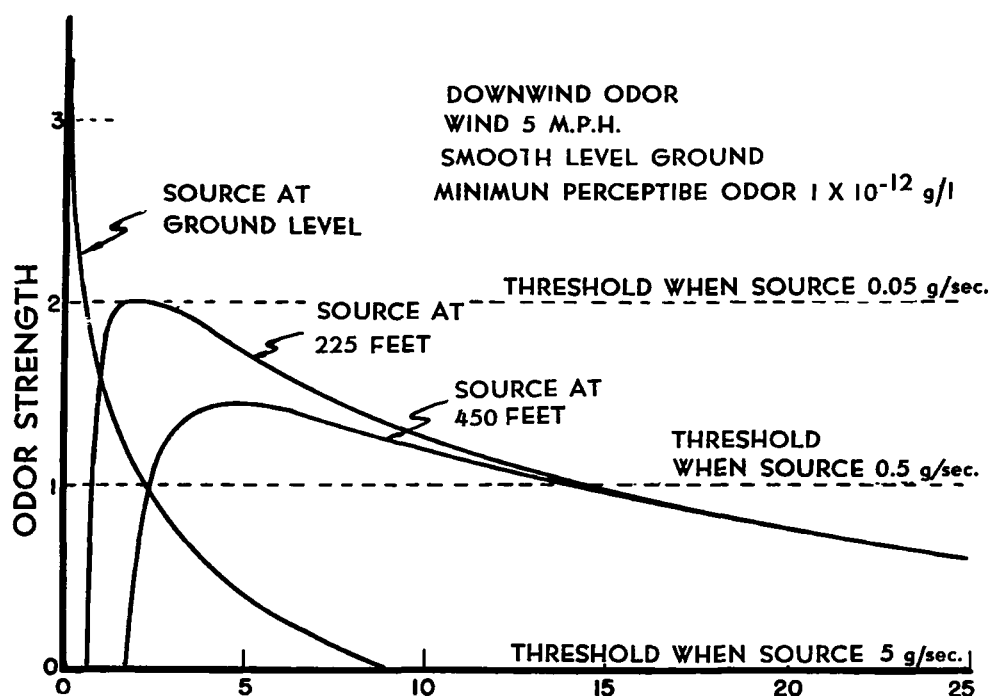 DOWNWIND ODOR
WIND 5 M.P.H.
SMOOTH LEVEL GROUND
MINIMUN PERCEPTIBE ODOR 1 X 10⁻¹² g/l
3
SOURCE AT
GROUND LEVEL
ODOR STRENGTH
2
THRESHOLD WHEN SOURCE 0.05 g/sec.
SOURCE AT
225 FEET
SOURCE AT
450 FEET
THRESHOLD
WHEN SOURCE 0.5 g/sec.
1
THRESHOLD WHEN SOURCE 5 g/sec.
0
0 5 10 15 20 25